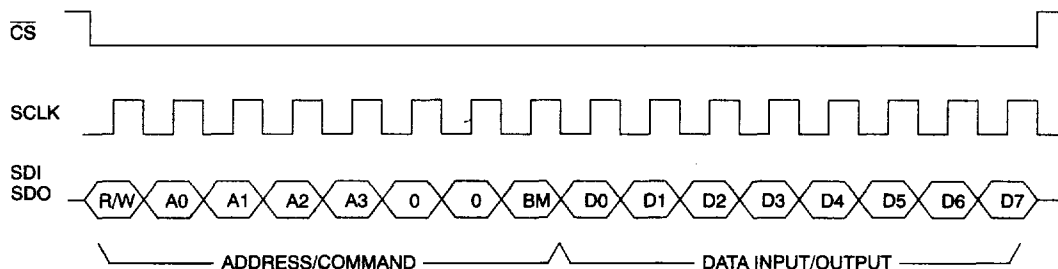 CS
SCLK
SDI
SDO
R/W A0 A1 A2 A3 0 0 BM D0 D1 D2 D3 D4 D5 D6 D7
ADDRESS/COMMAND DATA INPUT/OUTPUT